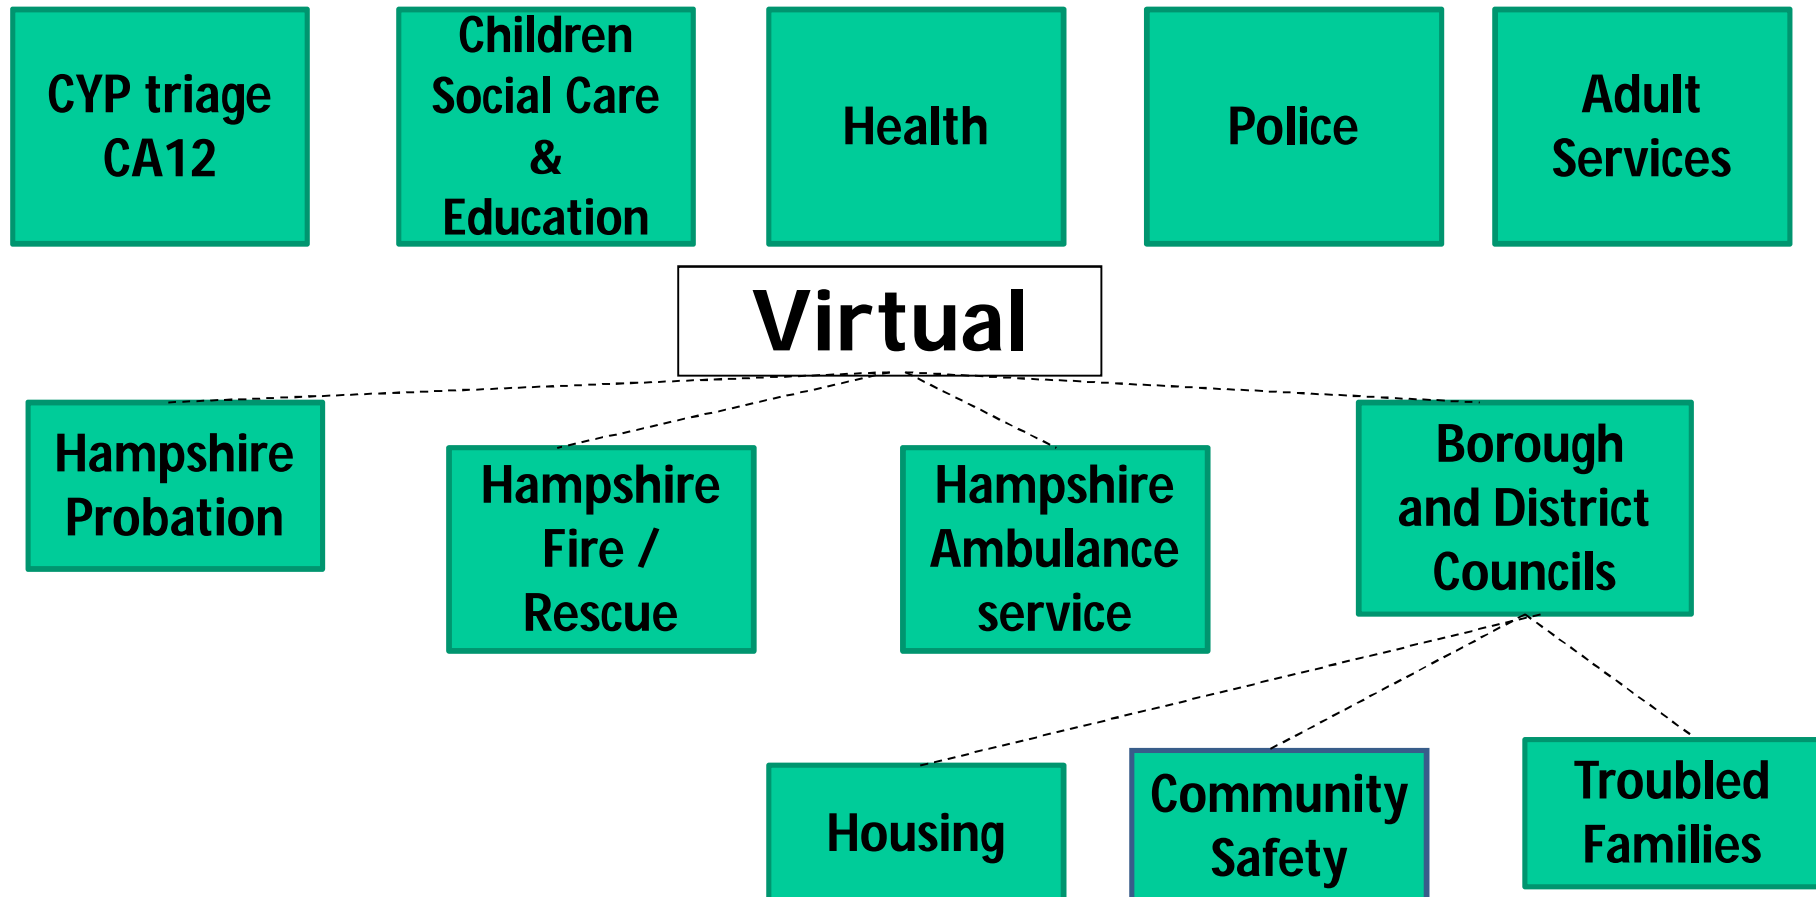 CYP triage
CA12
Children
Social Care
&
Education
Health
Police
Adult
Services
Virtual
Hampshire
Probation
Hampshire
Fire /
Rescue
Hampshire
Ambulance
service
Borough
and District
Councils
Housing
Community
Safety
Troubled
Families